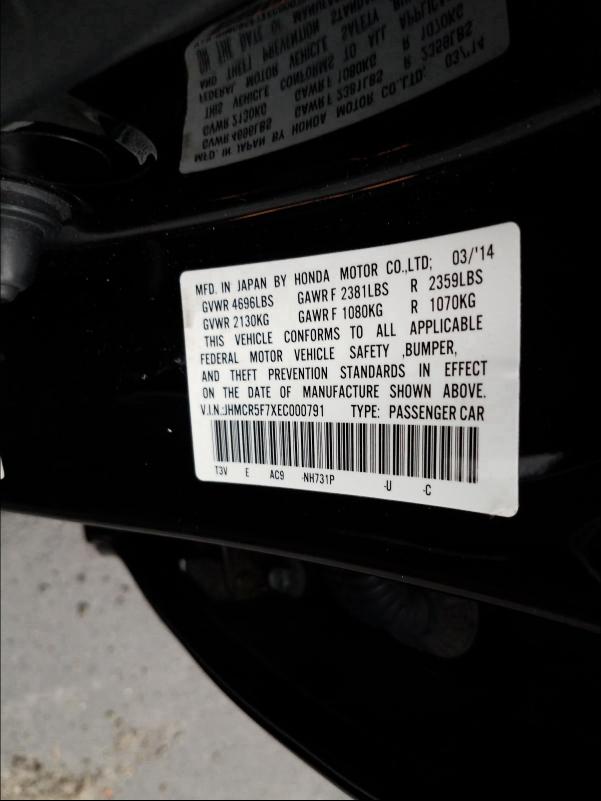 MFD. IN JAPAN BY HONDA MOTOR CO.,LTD; 03/'14
GVWR 4696LBS GAWR F 2381LBS R 2359LBS
GVWR 2130KG GAWR F 1080KG R 1070KG
THIS VEHICLE CONFORMS TO ALL APPLICABLE
FEDERAL MOTOR VEHICLE SAFETY ,BUMPER,
AND THEFT PREVENTION STANDARDS IN EFFECT
ON THE DATE OF MANUFACTURE SHOWN ABOVE.
V.I.N.:JHMCR5F7XEC000791 TYPE: PASSENGER CAR
T3V E AC9 -NH731P -U -C